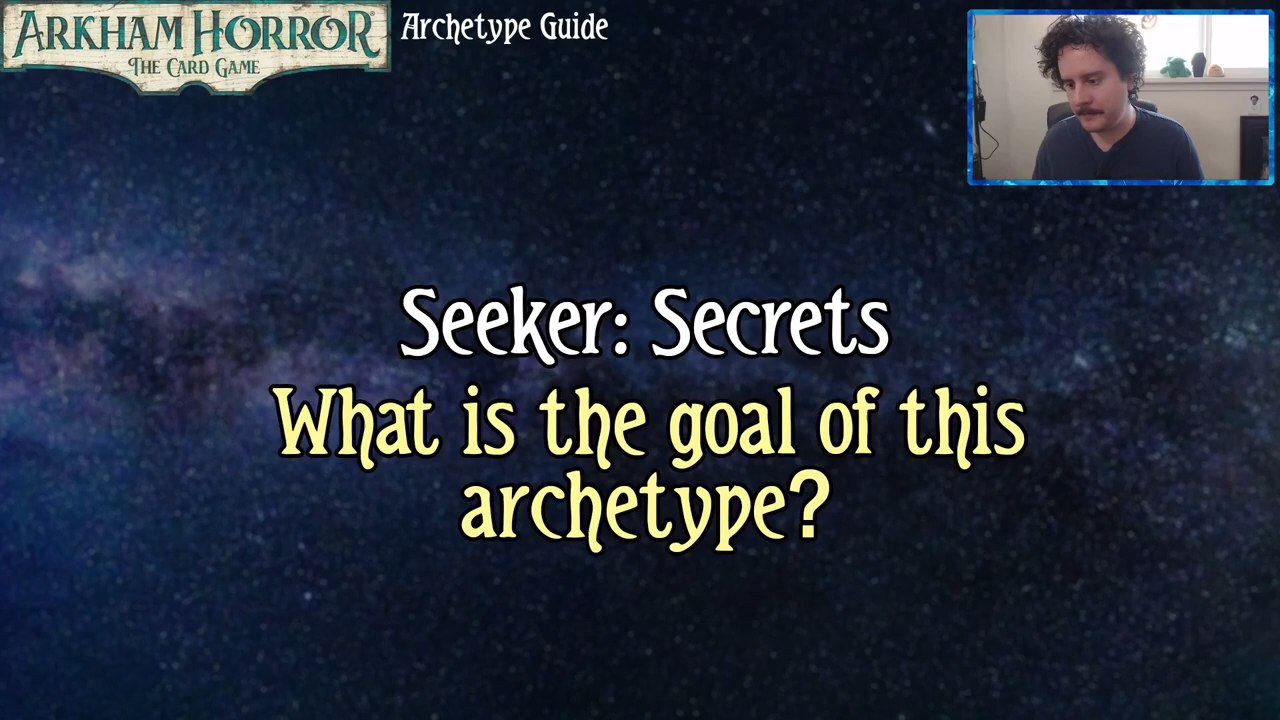 ARKHAM HORROR
THE CARD GAME
Archetype Guide
Seeker: Secrets
What is the goal of this
archetype?